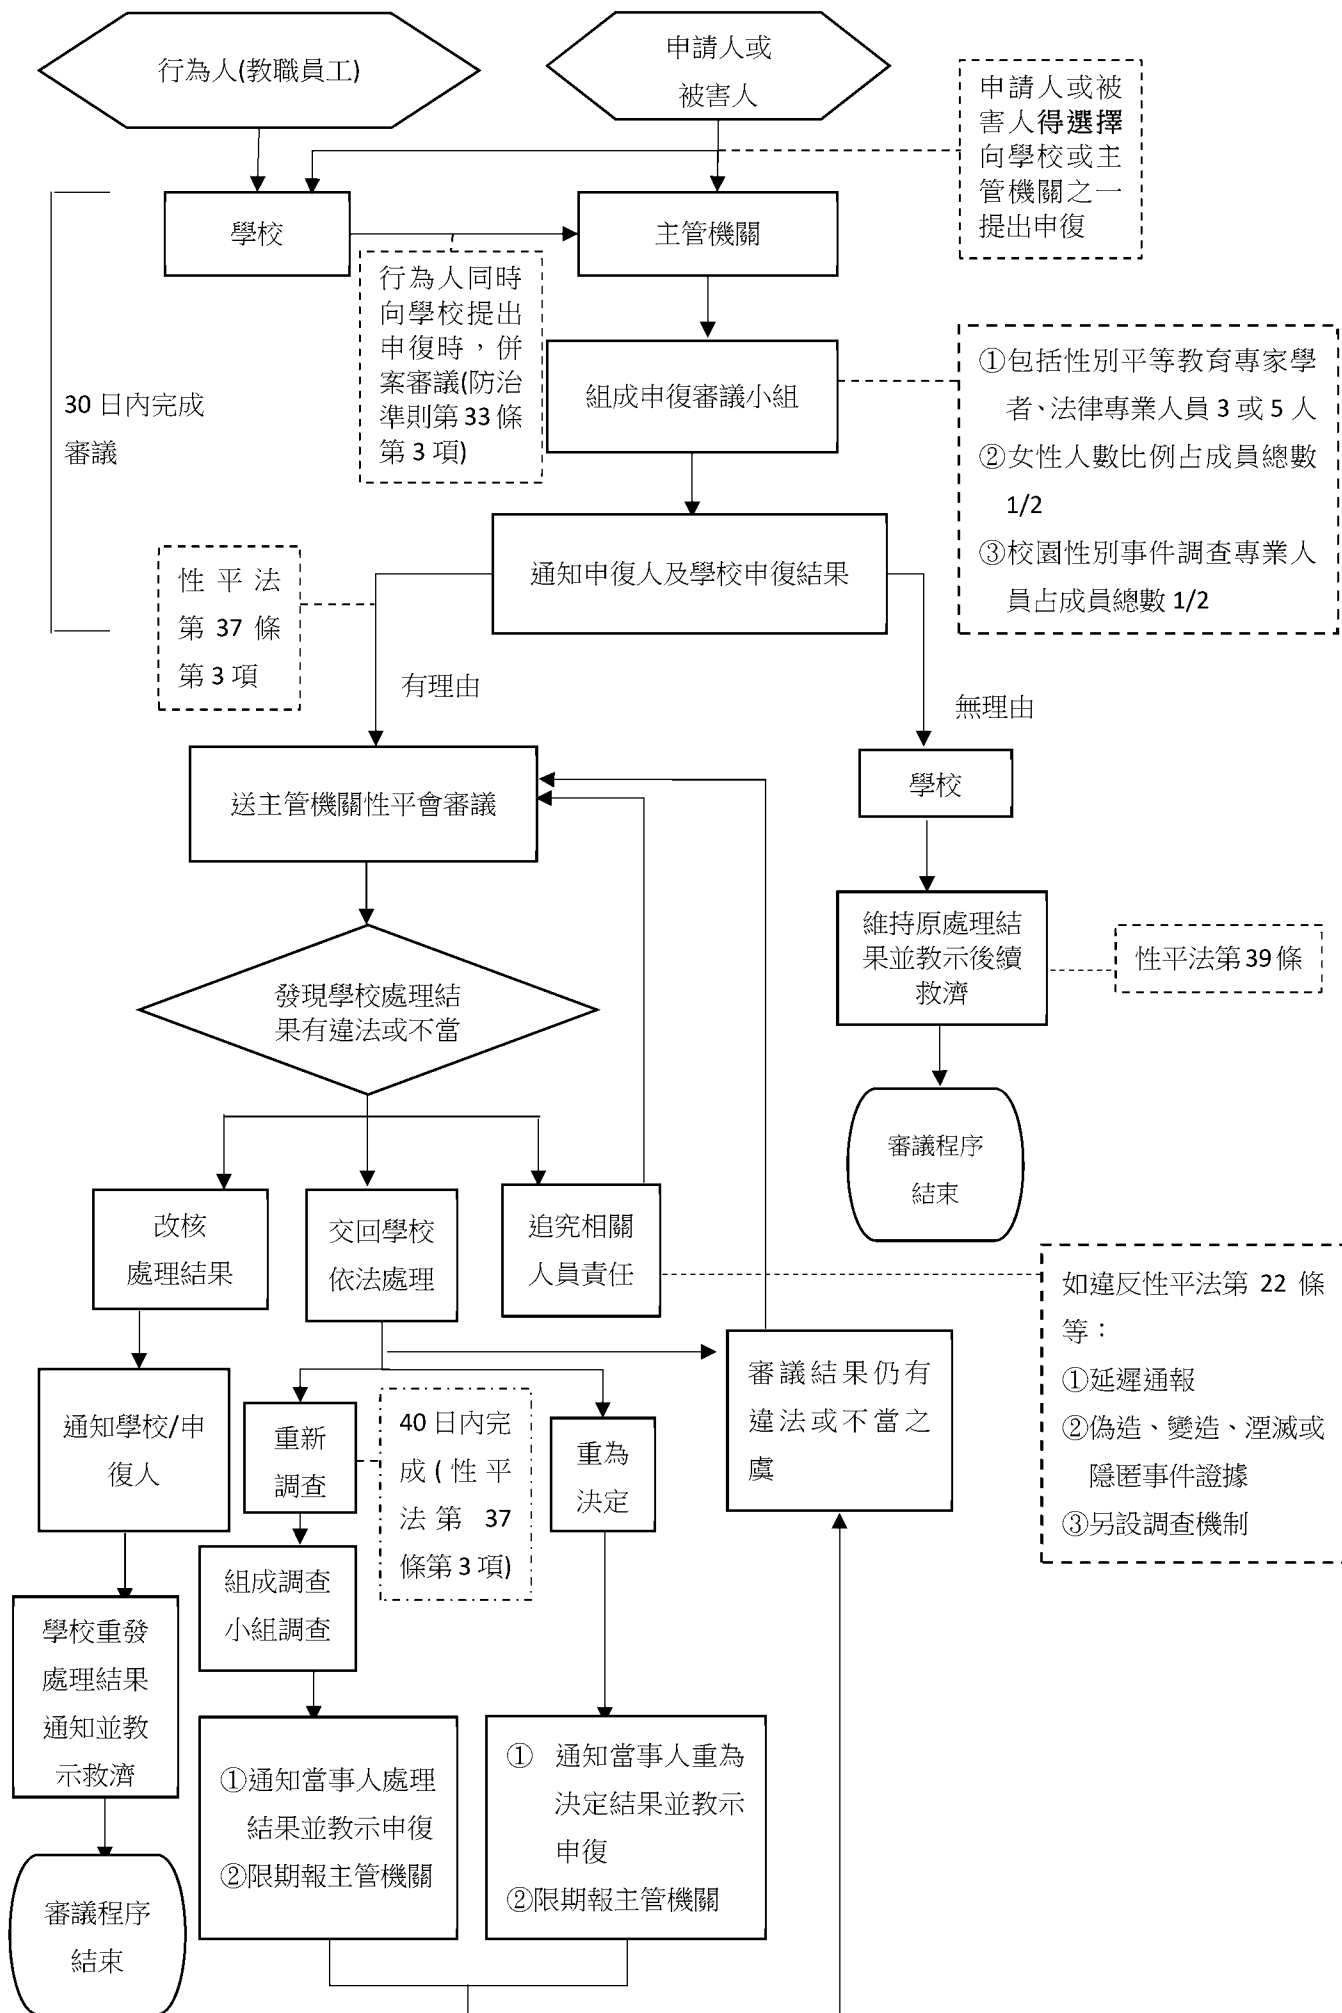 行為人(教職員工)
申請人或
被害人
申請人或被
害人得選擇
向學校或主
管機關之一
提出申復
學校
主管機關
行為人同時
向學校提出
申復時，併
案審議(防治
準則第33條
第3項)
30日內完成
審議
組成申復審議小組
①包括性別平等教育專家學
者、法律專業人員3或5人
②女性人數比例占成員總數
1/2
③校園性別事件調查專業人
員占成員總數1/2
通知申復人及學校申復結果
性平法
第37條
第3項
有理由
無理由
送主管機關性平會審議
學校
維持原處理結
果並教示後續
救濟
性平法第39條
發現學校處理結
果有違法或不當
審議程序
結束
改核
處理結果
交回學校
依法處理
追究相關
人員責任
如違反性平法第22條
等：
①延遲通報
②偽造、變造、湮滅或
隱匿事件證據
③另設調查機制
審議結果仍有
違法或不當之
虞
通知學校/申
復人
重新
調查
40日內完
成(性平
法第37
條第3項)
重為
決定
組成調查
小組調查
學校重發
處理結果
通知並教
示救濟
①通知當事人處理
結果並教示申復
②限期報主管機關
① 通知當事人重為
決定結果並教示
申復
②限期報主管機關
審議程序
結束